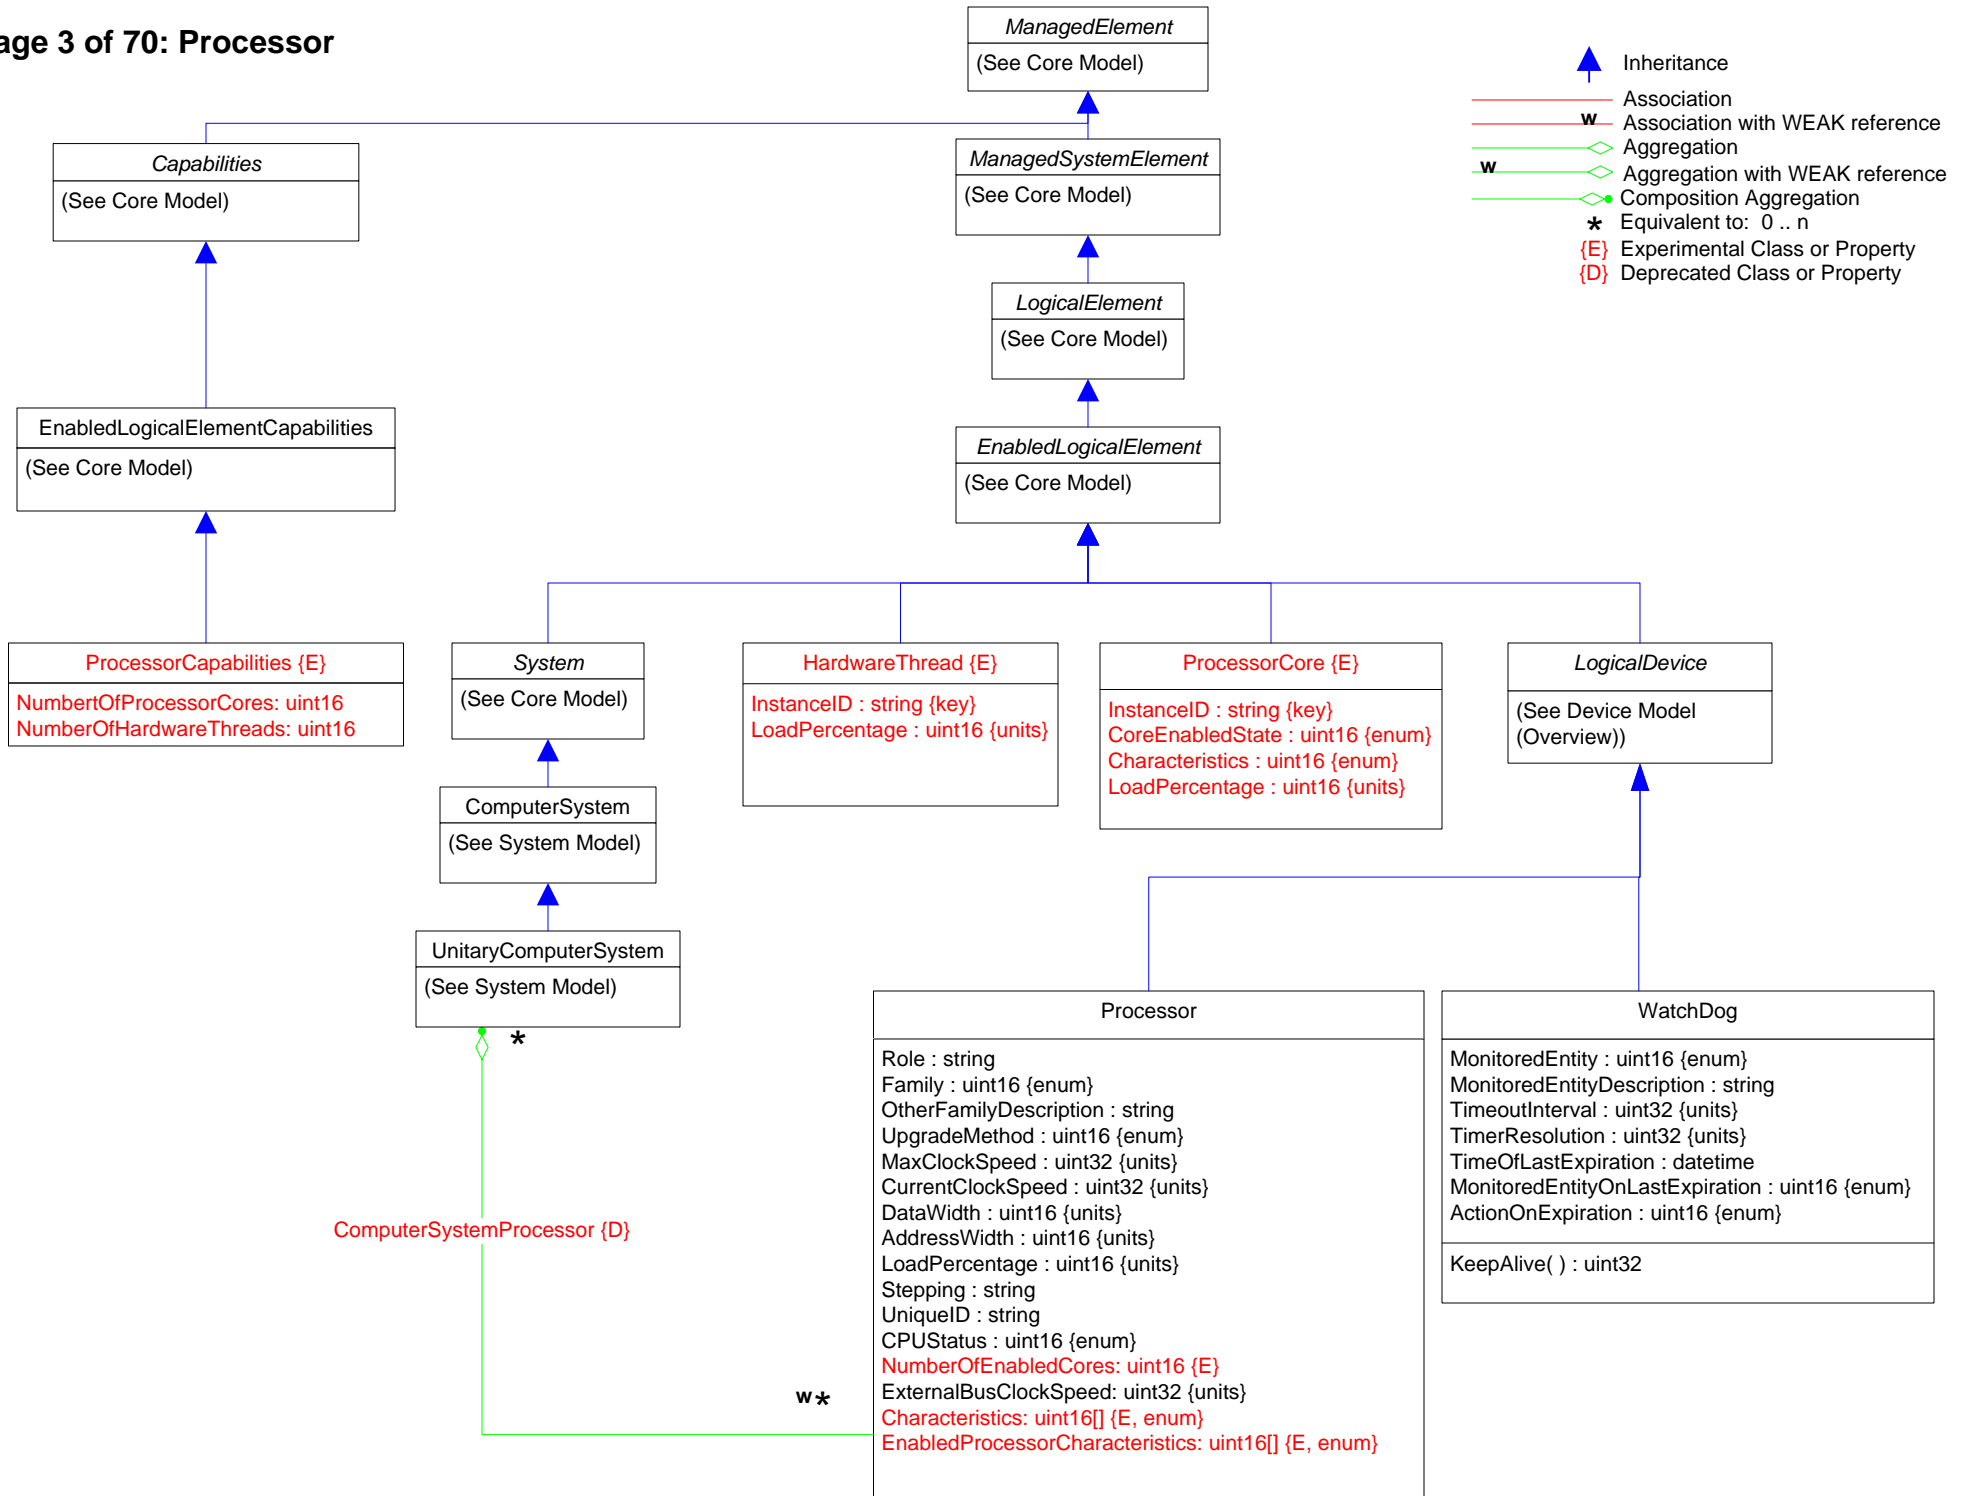 age 3 of 70: Processor
ManagedElement
(See Core Model)
Inheritance
Association
w Association with WEAK reference
Aggregation
w Aggregation with WEAK reference
Composition Aggregation
* Equivalent to: 0 .. n
{E} Experimental Class or Property
{D} Deprecated Class or Property
Capabilities
(See Core Model)
ManagedSystemElement
(See Core Model)
LogicalElement
(See Core Model)
EnabledLogicalElementCapabilities
(See Core Model)
EnabledLogicalElement
(See Core Model)
ProcessorCapabilities {E}
NumbertOfProcessorCores: uint16
NumberOfHardwareThreads: uint16
System
(See Core Model)
HardwareThread {E}
InstanceID : string {key}
LoadPercentage : uint16 {units}
ProcessorCore {E}
InstanceID : string {key}
CoreEnabledState : uint16 {enum}
Characteristics : uint16 {enum}
LoadPercentage : uint16 {units}
LogicalDevice
(See Device Model
(Overview))
ComputerSystem
(See System Model)
UnitaryComputerSystem
(See System Model)
*
ComputerSystemProcessor {D}
w*
Processor
Role : string
Family : uint16 {enum}
OtherFamilyDescription : string
UpgradeMethod : uint16 {enum}
MaxClockSpeed : uint32 {units}
CurrentClockSpeed : uint32 {units}
DataWidth : uint16 {units}
AddressWidth : uint16 {units}
LoadPercentage : uint16 {units}
Stepping : string
UniqueID : string
CPUStatus : uint16 {enum}
NumberOfEnabledCores: uint16 {E}
ExternalBusClockSpeed: uint32 {units}
Characteristics: uint16[] {E, enum}
EnabledProcessorCharacteristics: uint16[] {E, enum}
WatchDog
MonitoredEntity : uint16 {enum}
MonitoredEntityDescription : string
TimeoutInterval : uint32 {units}
TimerResolution : uint32 {units}
TimeOfLastExpiration : datetime
MonitoredEntityOnLastExpiration : uint16 {enum}
ActionOnExpiration : uint16 {enum}
KeepAlive( ) : uint32